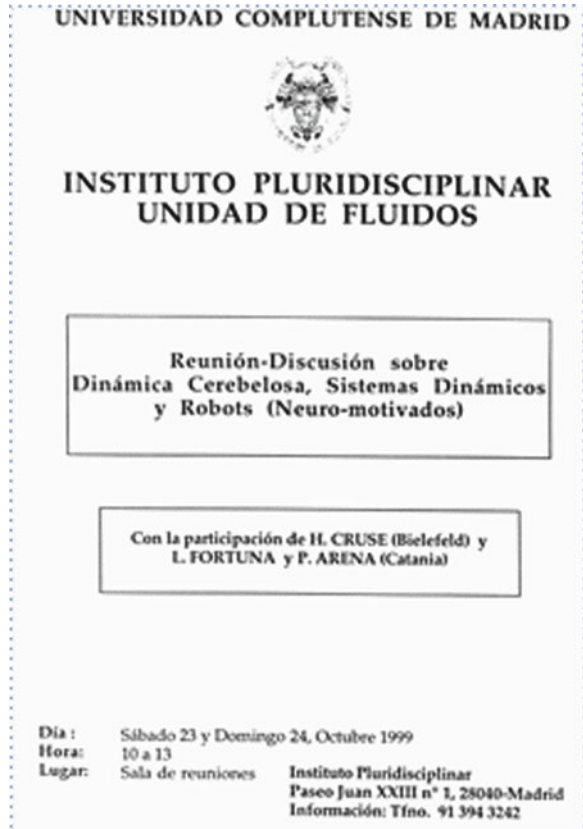 UNIVERSIDAD COMPLUTENSE DE MADRID
INSTITUTO PLURIDISCIPLINAR
UNIDAD DE FLUIDOS
Reunión-Discusión sobre
Dinámica Cerebelosa, Sistemas Dinámicos
y Robots (Neuro-motivados)
Con la participación de H. CRUSE (Bielefeld) y
L. FORTUNA y P. ARENA (Catania)
Día : Sábado 23 y Domingo 24, Octubre 1999
Hora: 10 a 13
Lugar: Sala de reuniones Instituto Pluridisciplinar
Paseo Juan XXIII nº 1, 28040-Madrid
Información: Tfno. 91 394 3242